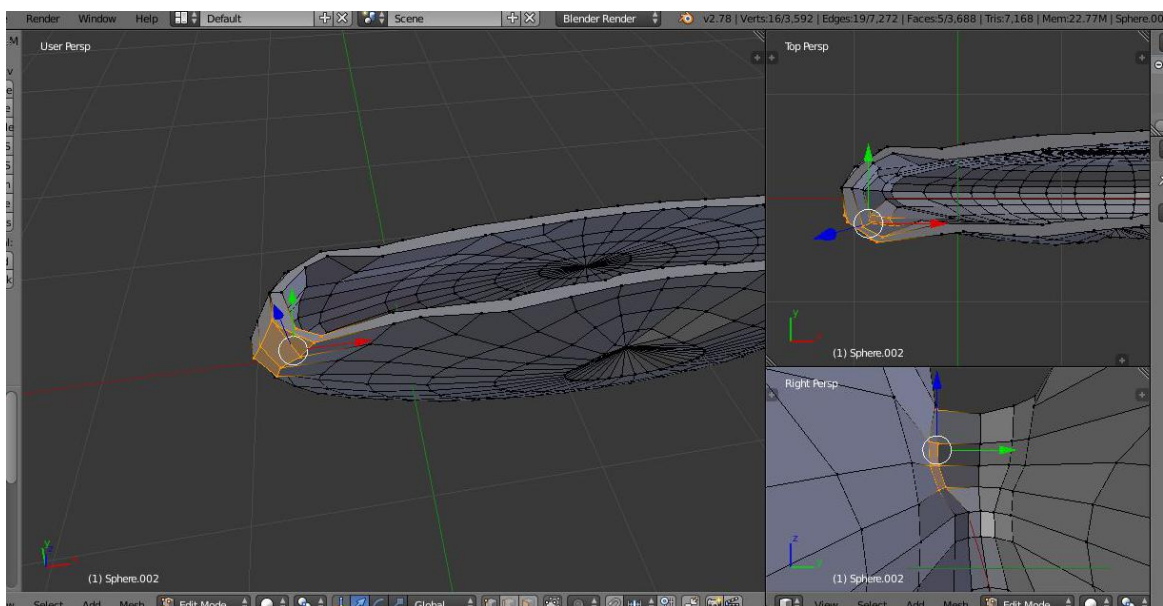 Render Window Help Default Scene Blender Render v2.78 | Verts:16/3,592 | Edges:19/7,272 | Faces:5/3,688 | Tris:7,168 | Mem:22.77M | Sphere.00
User Persp
Top Persp
(1) Sphere.002
Right Persp
(1) Sphere.002
(1) Sphere.002
Select Add Mesh Edit Mode Global View Select Add Mesh Edit Mode